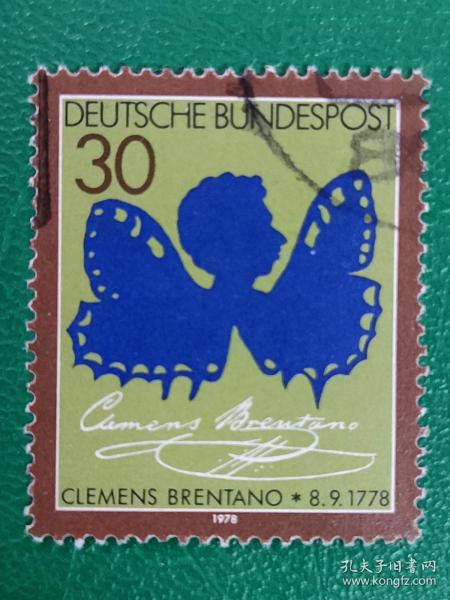 DEUTSCHE BUNDESPOST
30
Clemens Brentano
CLEMENS BRENTANO * 8.9.1778
1978
孔夫子旧书网
www.kongfz.com